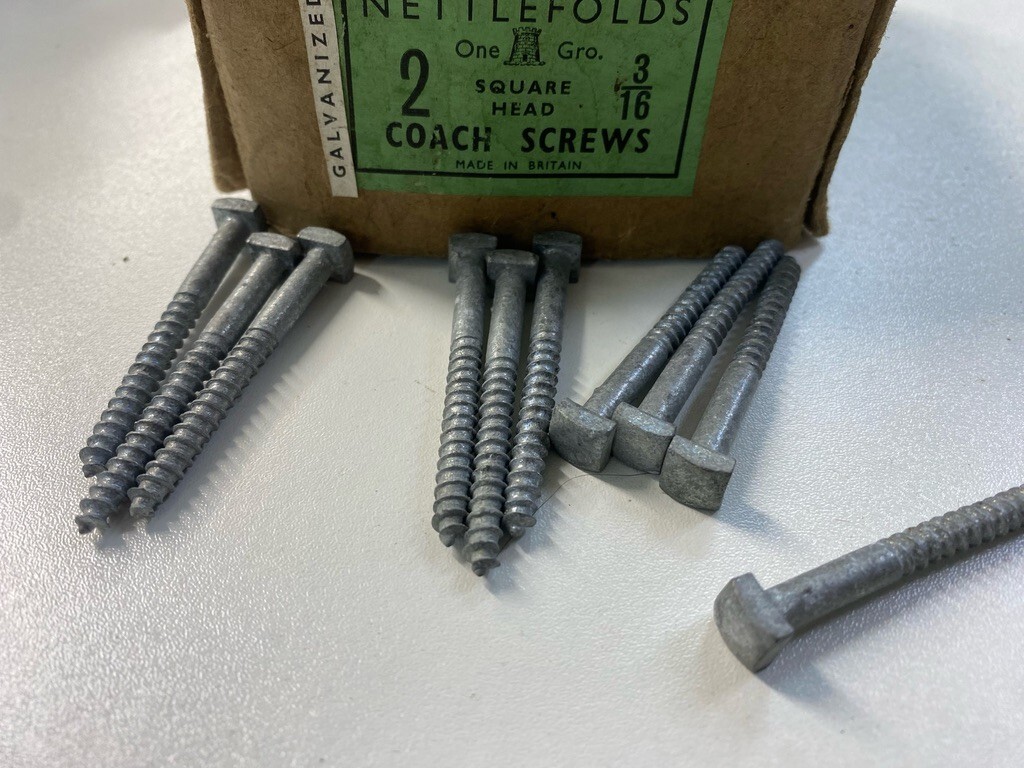 GALVANIZED
NETTLEFOLDS
One Gro.
2 SQUARE HEAD 3/16
COACH SCREWS
MADE IN BRITAIN